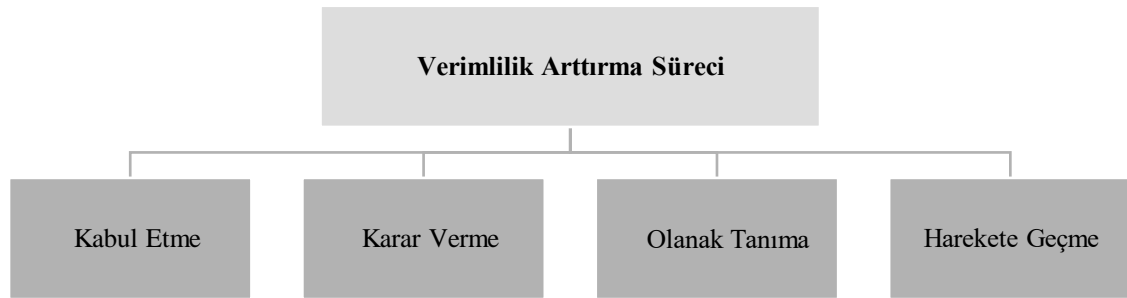 Verimlilik Arttırma Süreci
Kabul Etme
Karar Verme
Olanak Tanıma
Harekete Geçme